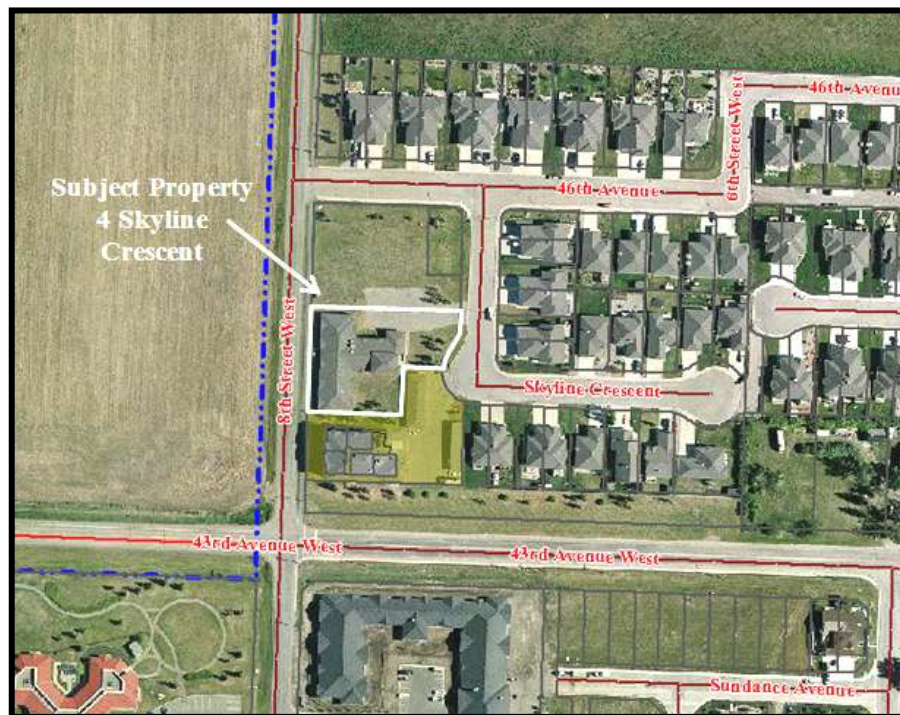 46th Avenu
6th Street West
46th Avenue
Subject Property
4 Skyline
Crescent
8th Street West
Skyline Crescent
43rd Avenue West
43rd Avenue West
Sundance Avenue